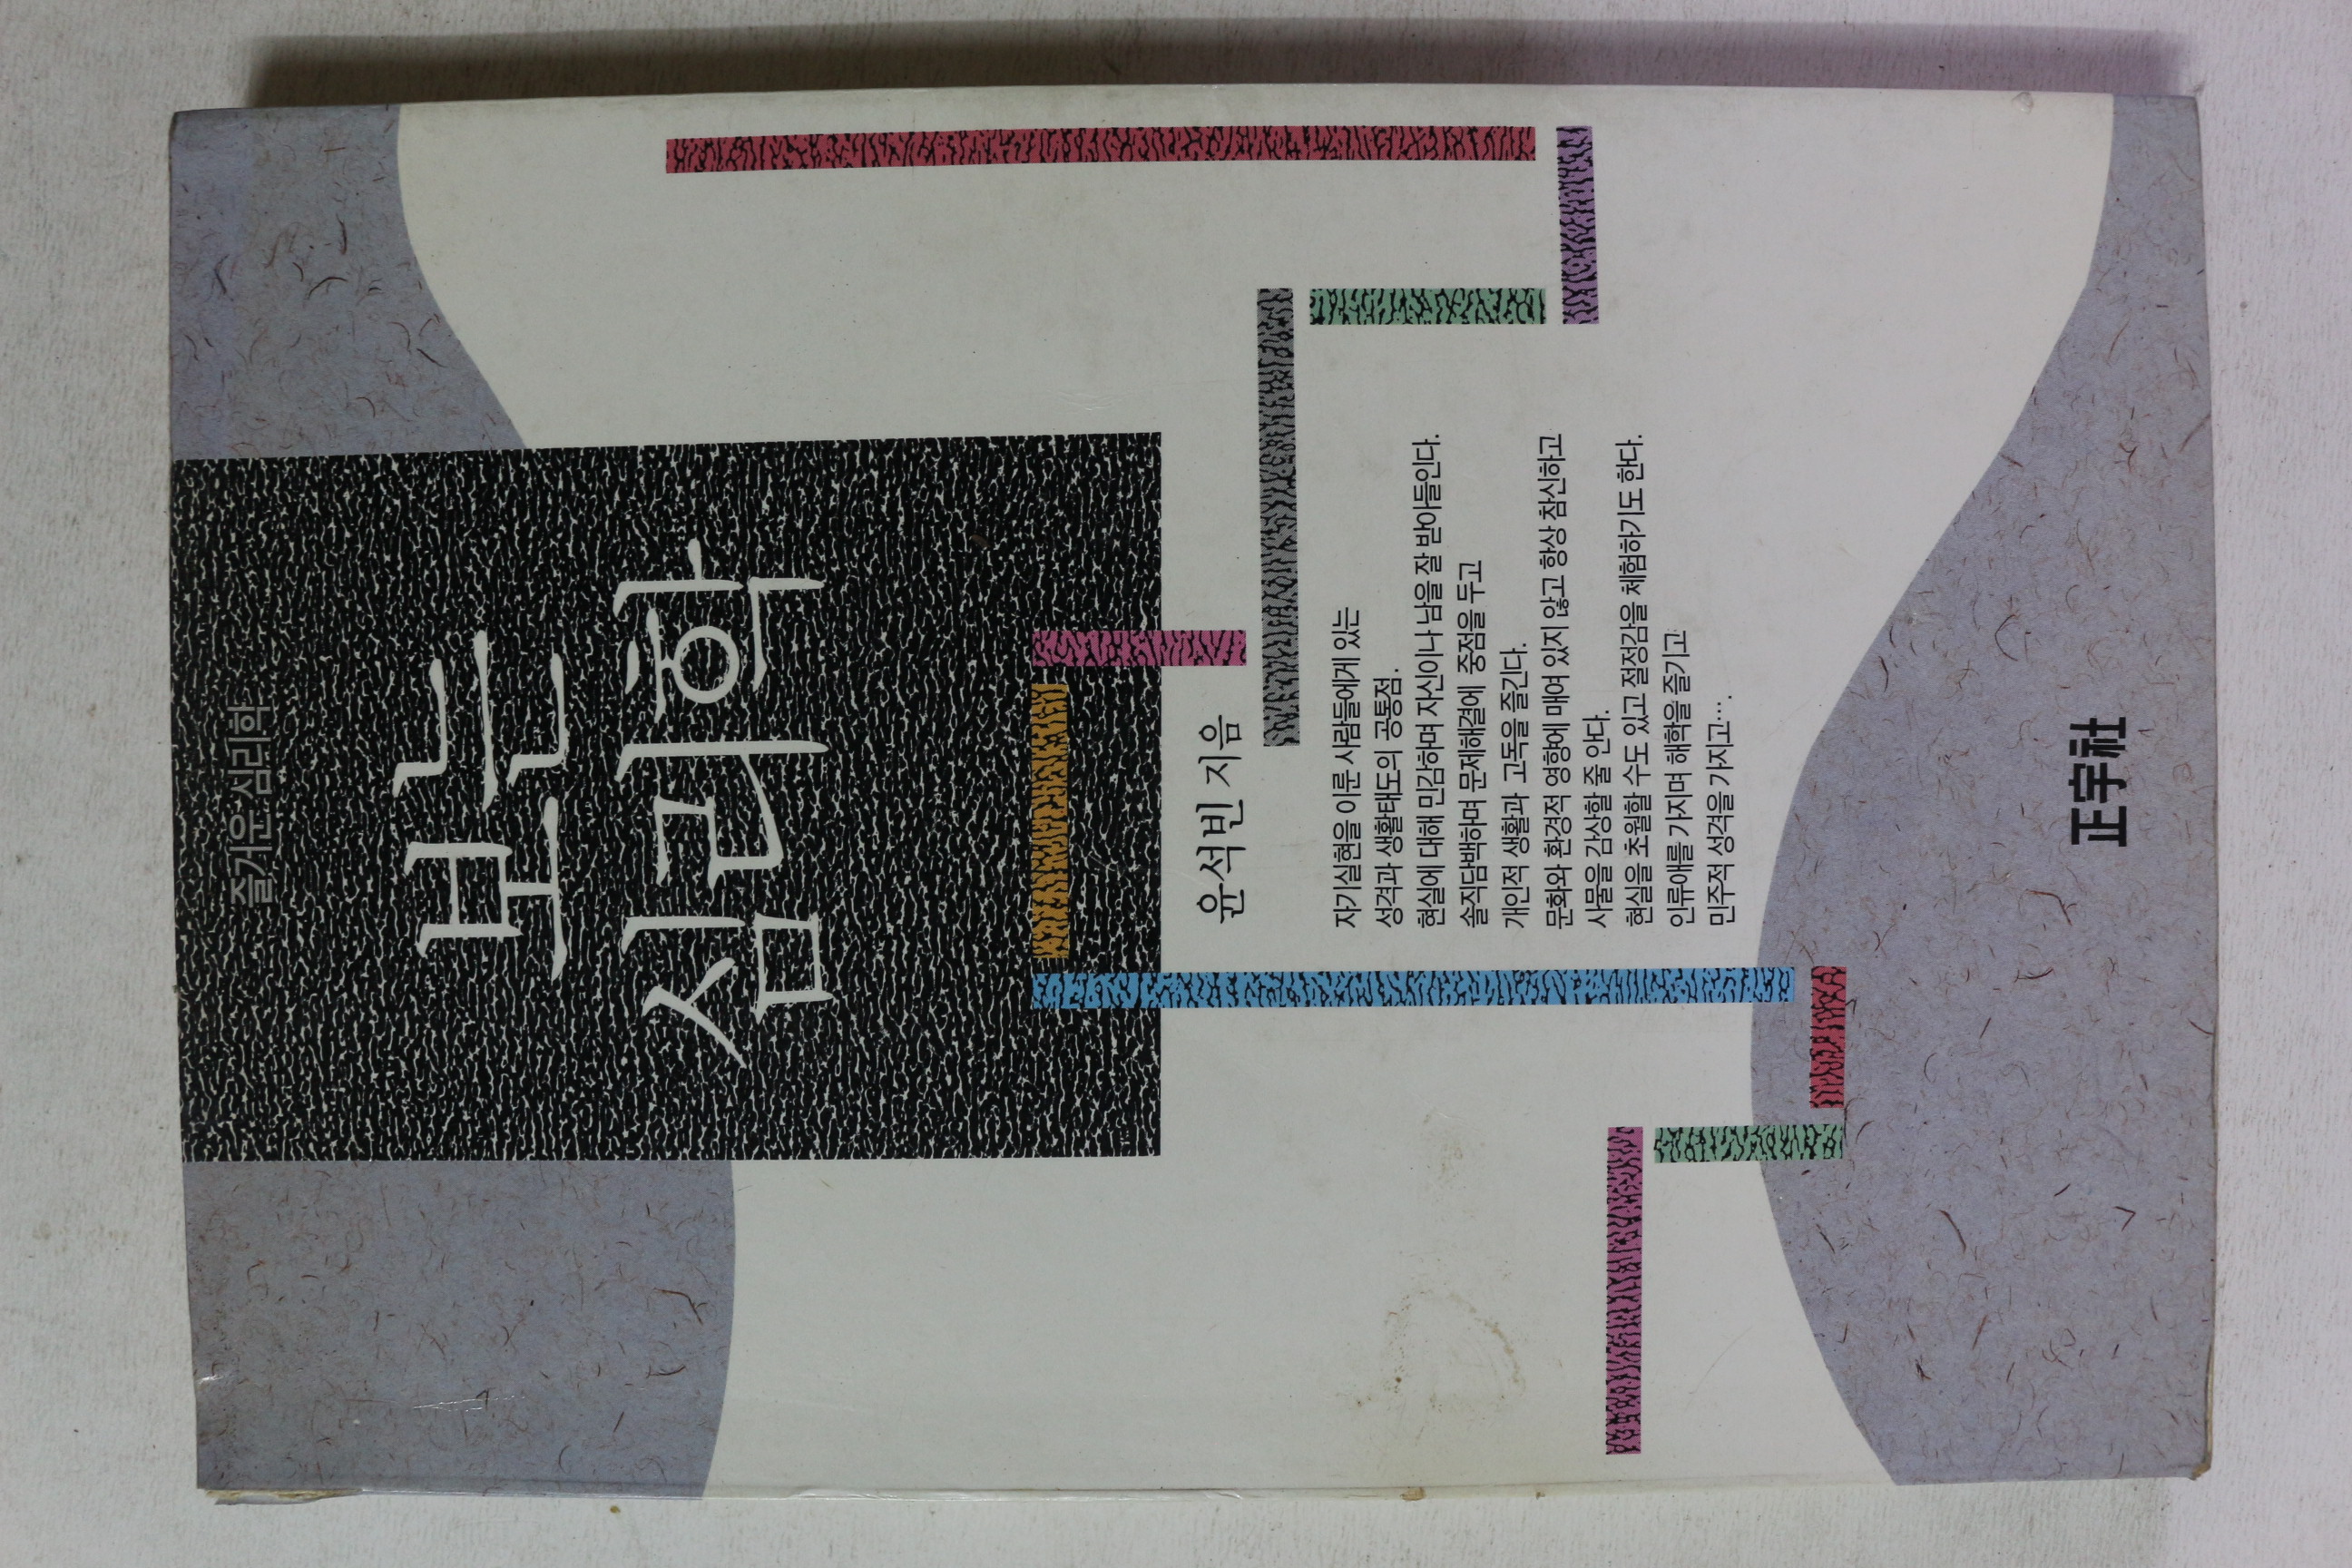 즐거운 심리학
보는
심리학
윤석빈 지음
자기실현을 이룬 사람들에게 있는
성격과 생활태도의 공통점.
현실에 대해 민감하며 자신이나 남을 잘 받아들인다.
솔직담백하며 문제해결에 중점을 두고
개인적 생활과 고독을 즐긴다.
문화와 환경적 영향에 매여 있지 않고 항상 참신하고
사물을 감상할 줄 안다.
현실을 초월할 수도 있고 절정감을 체험하기도 한다.
인류애를 가지며 해학을 즐기고
민주적 성격을 가지고….
正宇社